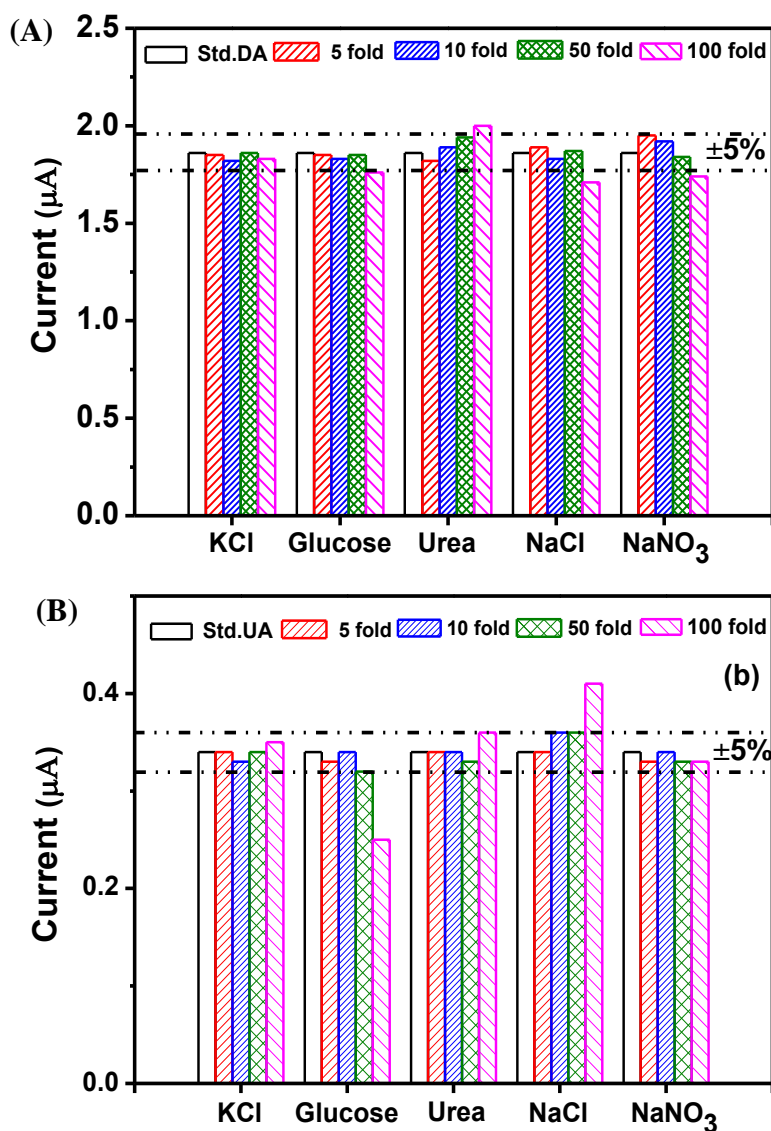 (A)
2.5
Std.DA 5 fold 10 fold 50 fold 100 fold
2.0
±5%
1.5
1.0
0.5
0.0
Current (µA)
KCl Glucose Urea NaCl NaNO₃
(B)
Std.UA 5 fold 10 fold 50 fold 100 fold
(b)
0.4
±5%
0.2
0.0
Current (µA)
KCl Glucose Urea NaCl NaNO₃